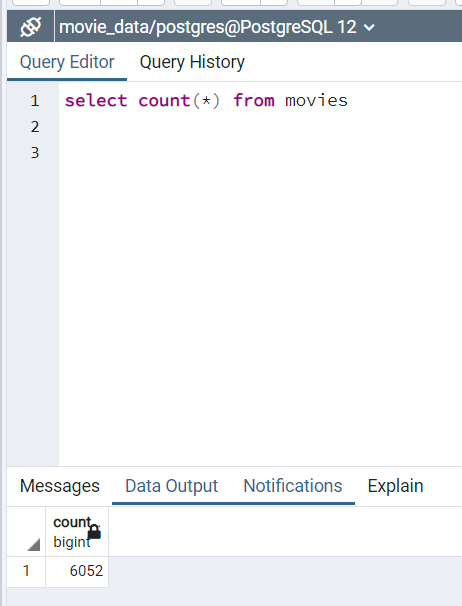 movie_data/postgres@PostgreSQL 12
Query Editor Query History
1 select count(*) from movies
2
3
Messages Data Output Notifications Explain
count
bigint
1 6052